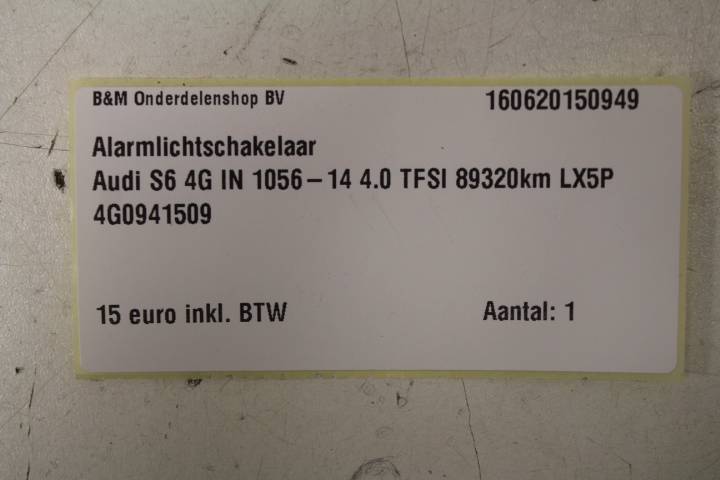 B&M Onderdelenshop BV 160620150949
Alarmlichtschakelaar
Audi S6 4G IN 1056-14 4.0 TFSI 89320km LX5P
4G0941509
15 euro inkl. BTW Aantal: 1